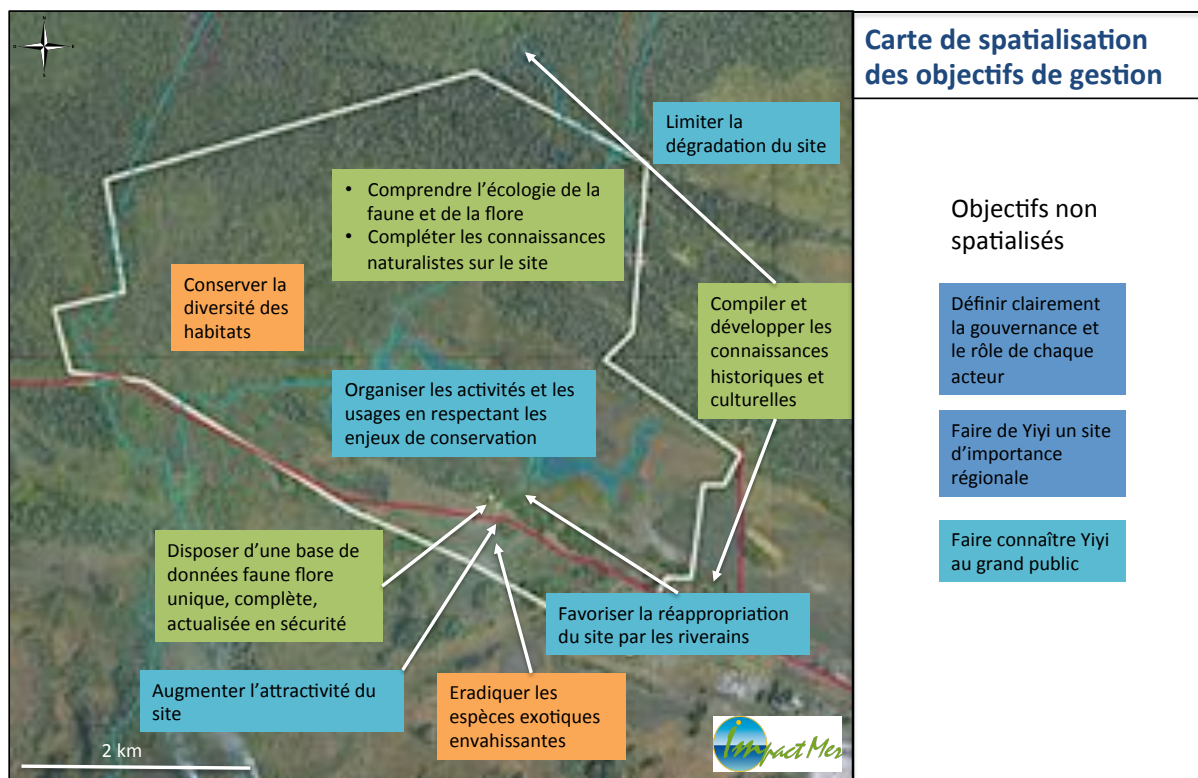 Carte de spatialisation
des objectifs de gestion
Limiter la
dégradation du site
• Comprendre l’écologie de la
faune et de la flore
• Compléter les connaissances
naturalistes sur le site
Conserver la
diversité des
habitats
Compiler et
développer les
connaissances
historiques et
culturelles
Organiser les activités et les
usages en respectant les
enjeux de conservation
Disposer d’une base de
données faune flore
unique, complète,
actualisée en sécurité
Favoriser la réappropriation
du site par les riverains
Augmenter l’attractivité du
site
Eradiquer les
espèces exotiques
envahissantes
2 km
impact Mer
Objectifs non
spatialisés
Définir clairement
la gouvernance et
le rôle de chaque
acteur
Faire de Yiyi un site
d’importance
régionale
Faire connaître Yiyi
au grand public